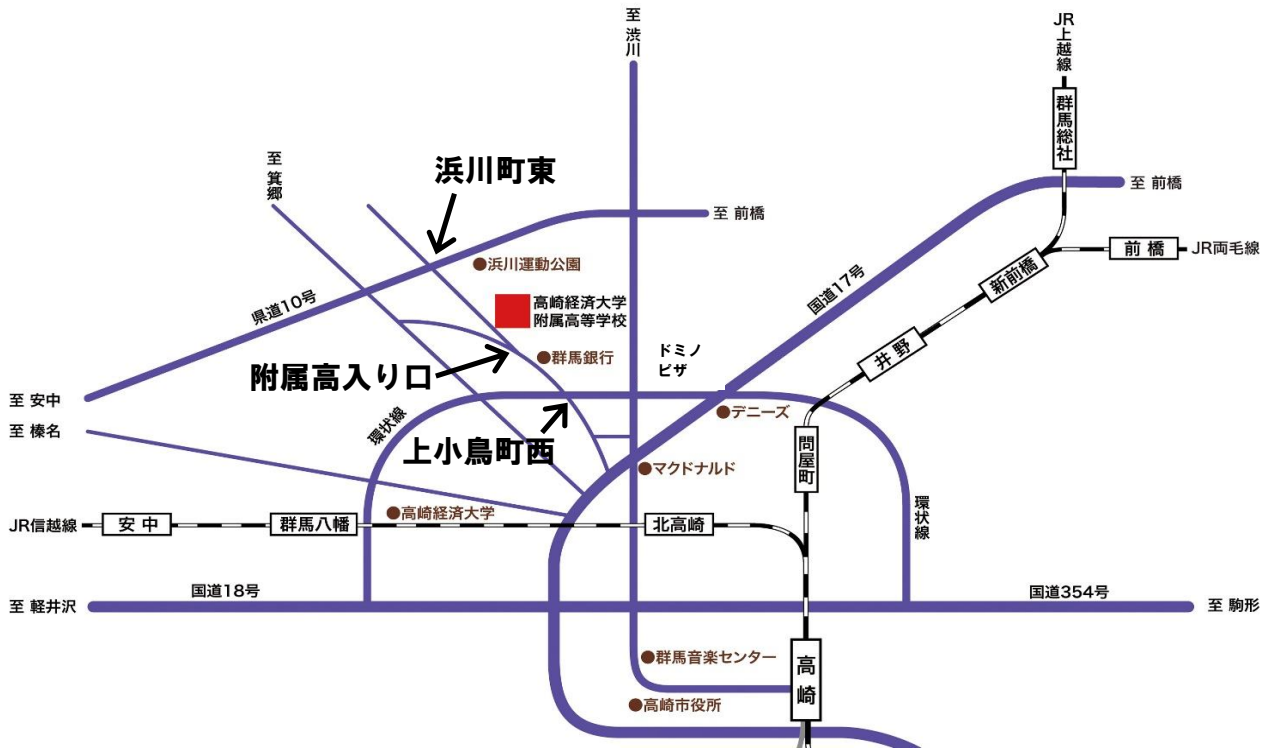 至 渋川
JR上越線
群馬総社
至 箕郷
浜川町東
至 前橋
至 前橋
前橋
JR両毛線
浜川運動公園
新前橋
国道17号
県道10号
高崎経済大学
附属高等学校
井野
ドミノ
ピザ
群馬銀行
附属高入り口
至 安中
デニーズ
環状線
至 榛名
上小鳥町西
問屋町
マクドナルド
高崎経済大学
環状線
JR信越線
安中
群馬八幡
北高崎
国道18号
国道354号
至 軽井沢
至 駒形
群馬音楽センター
高崎
高崎市役所